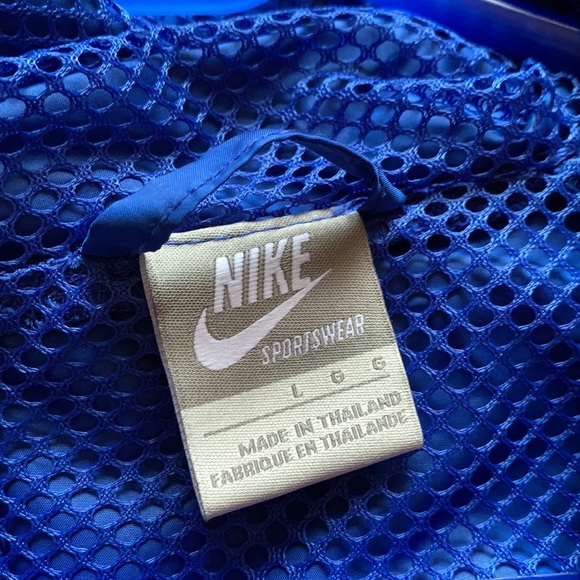 NIKE
SPORTSWEAR
L G G
MADE IN THAILAND
FABRIQUE EN THAILANDE